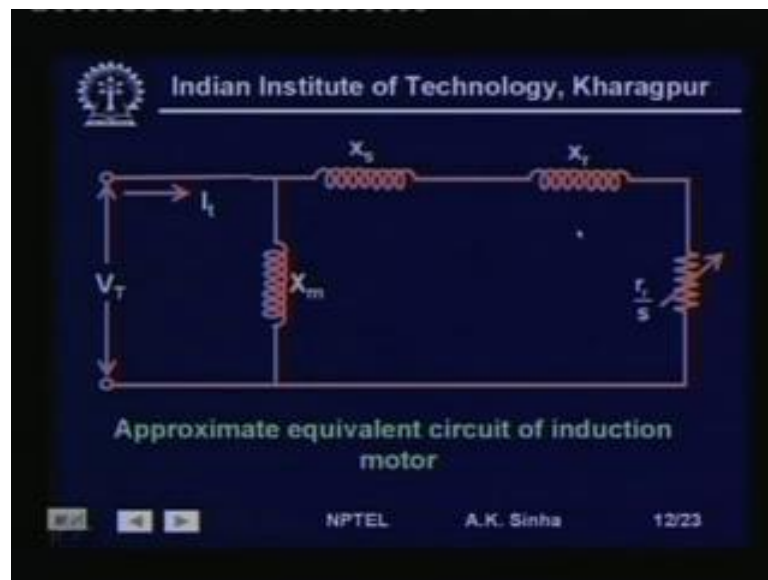 Indian Institute of Technology, Kharagpur
Xs
Xr
It
VT
Xm
rr
s
Approximate equivalent circuit of induction
motor
NPTEL A.K. Sinha 12/23